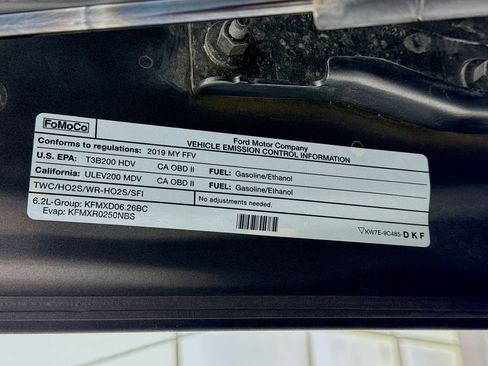 FoMoCo
Ford Motor Company
VEHICLE EMISSION CONTROL INFORMATION
Conforms to regulations: 2019 MY FFV
U.S. EPA: T3B200 HDV CA OBD II FUEL: Gasoline/Ethanol
California: ULEV200 MDV CA OBD II FUEL: Gasoline/Ethanol
TWC/HO2S/WR-HO2S/SFI No adjustments needed.
6.2L-Group: KFMXD06.26BC
Evap: KFMXR0250NBS
KW7E-9C485-DKF